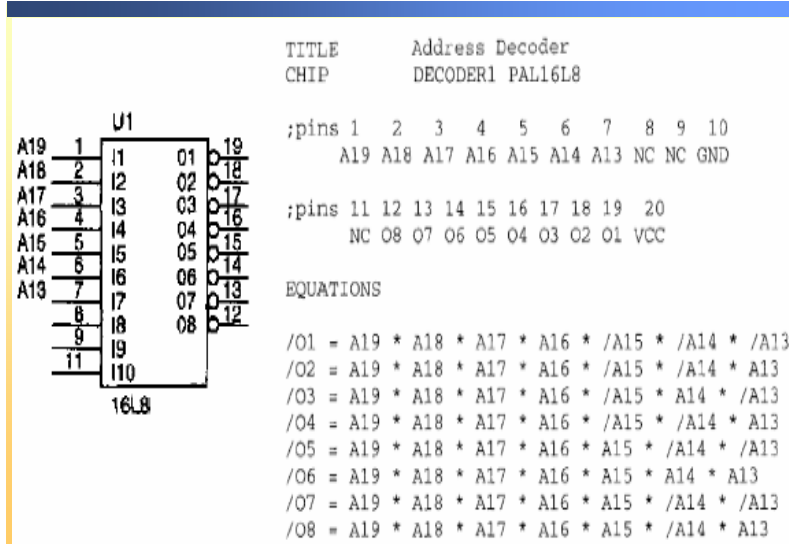 TITLE Address Decoder
CHIP DECODER1 PAL16L8
;pins 1 2 3 4 5 6 7 8 9 10
A19 A18 A17 A16 A15 A14 A13 NC NC GND
;pins 11 12 13 14 15 16 17 18 19 20
NC O8 O7 O6 O5 O4 O3 O2 O1 VCC
EQUATIONS
/O1 = A19 * A18 * A17 * A16 * /A15 * /A14 * /A13
/O2 = A19 * A18 * A17 * A16 * /A15 * /A14 * A13
/O3 = A19 * A18 * A17 * A16 * /A15 * A14 * /A13
/O4 = A19 * A18 * A17 * A16 * /A15 * /A14 * A13
/O5 = A19 * A18 * A17 * A16 * A15 * /A14 * /A13
/O6 = A19 * A18 * A17 * A16 * A15 * A14 * A13
/O7 = A19 * A18 * A17 * A16 * A15 * /A14 * /A13
/O8 = A19 * A18 * A17 * A16 * A15 * /A14 * A13
U1
A19 1 I1 O1 19
A18 2 I2 O2 18
A17 3 I3 O3 17
A16 4 I4 O4 16
A15 5 I5 O5 15
A14 6 I6 O6 14
A13 7 I7 O7 13
8 I8 O8 12
9 I9
11 I10
16L8